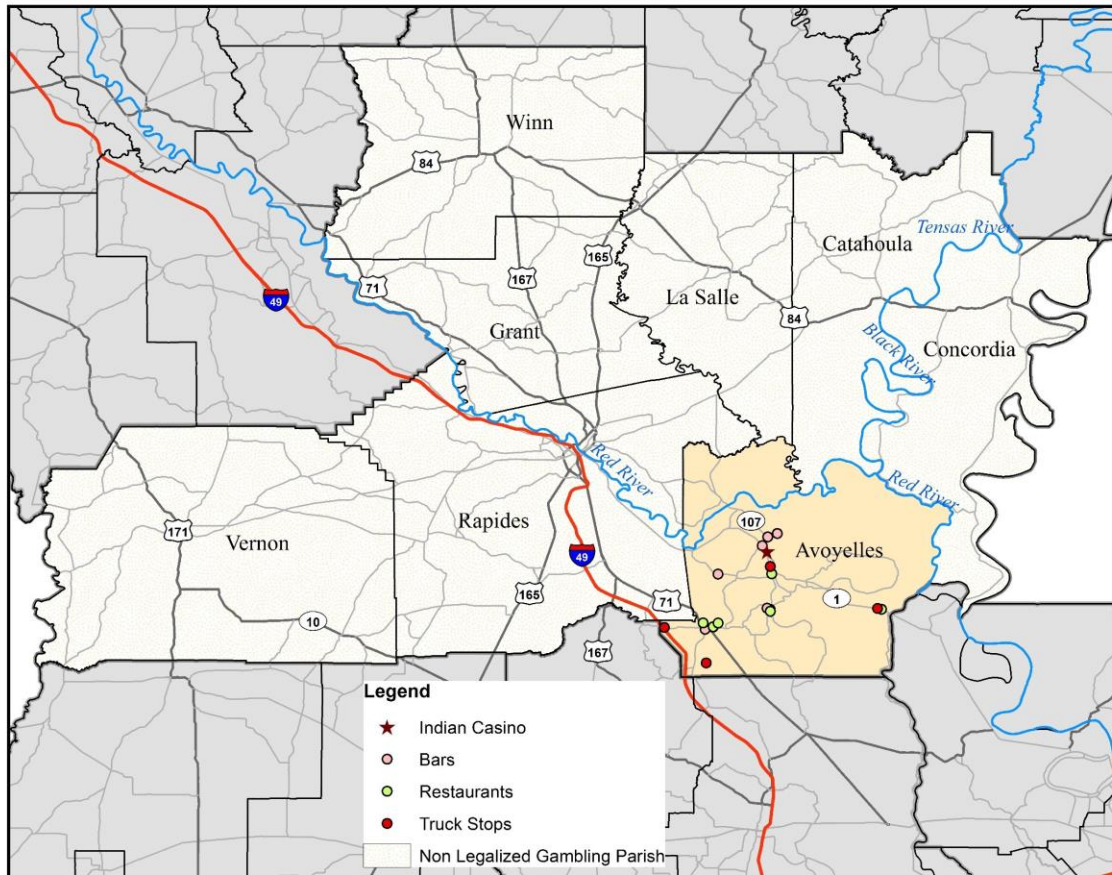 Winn
84
Tensas River
Catahoula
165
167
71
La Salle
49
84
Grant
Black River
Concordia
Red River
Red River
107
Rapides
171
Vernon
Avoyelles
49
165
1
71
10
167
Legend
Indian Casino
Bars
Restaurants
Truck Stops
Non Legalized Gambling Parish